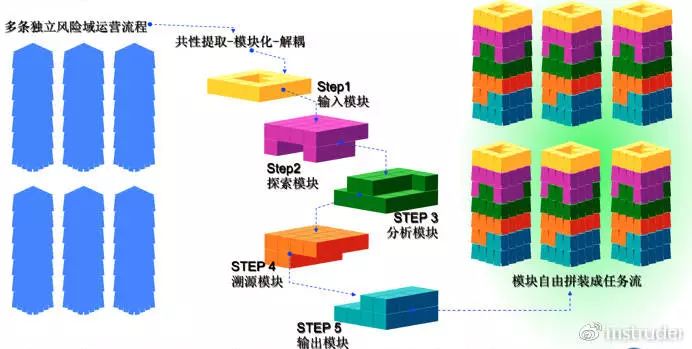 多条独立风险域运营流程
共性提取-模块化-解耦
Step1
输入模块
Step2
探索模块
STEP 3
分析模块
STEP 4
溯源模块
STEP 5
输出模块
模块自由拼装成任务流
@instruder